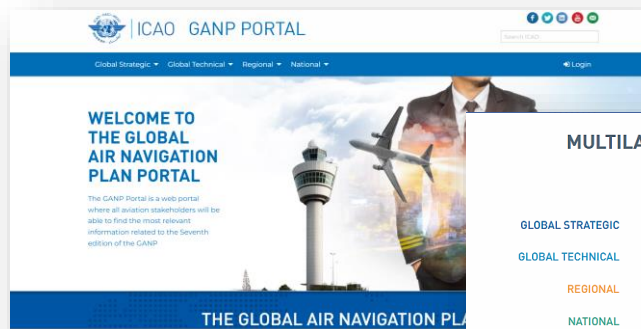 ICAO GANP PORTAL
Search ICAO
Global Strategic Global Technical Regional National Login
WELCOME TO
THE GLOBAL
AIR NAVIGATION
PLAN PORTAL
The GANP Portal is a web portal
where all aviation stakeholders will be
able to find the most relevant
information related to the Seventh
edition of the GANP
THE GLOBAL AIR NAVIGATION PLA
MULTILA
GLOBAL STRATEGIC
GLOBAL TECHNICAL
REGIONAL
NATIONAL